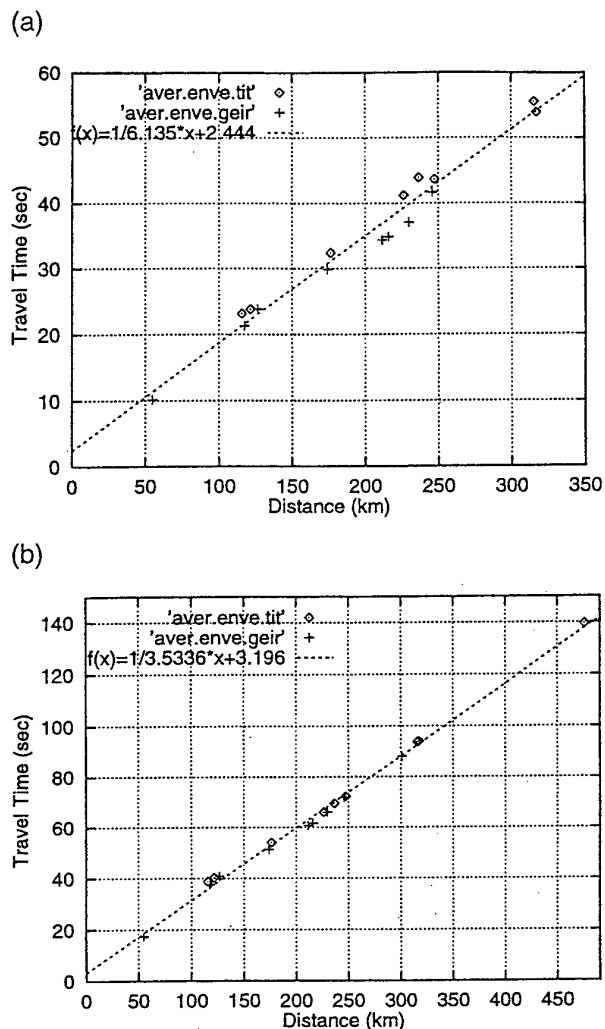 (a)
60
50
40
30
20
10
0
Travel Time (sec)
'aver.enve.tit'
'aver.enve.geir'
f(x)=1/6.135*x+2.444
0 50 100 150 200 250 300 350
Distance (km)
(b)
140
120
100
80
60
40
20
0
Travel Time (sec)
'aver.enve.tit'
'aver.enve.geir'
f(x)=1/3.5336*x+3.196
0 50 100 150 200 250 300 350 400 450
Distance (km)